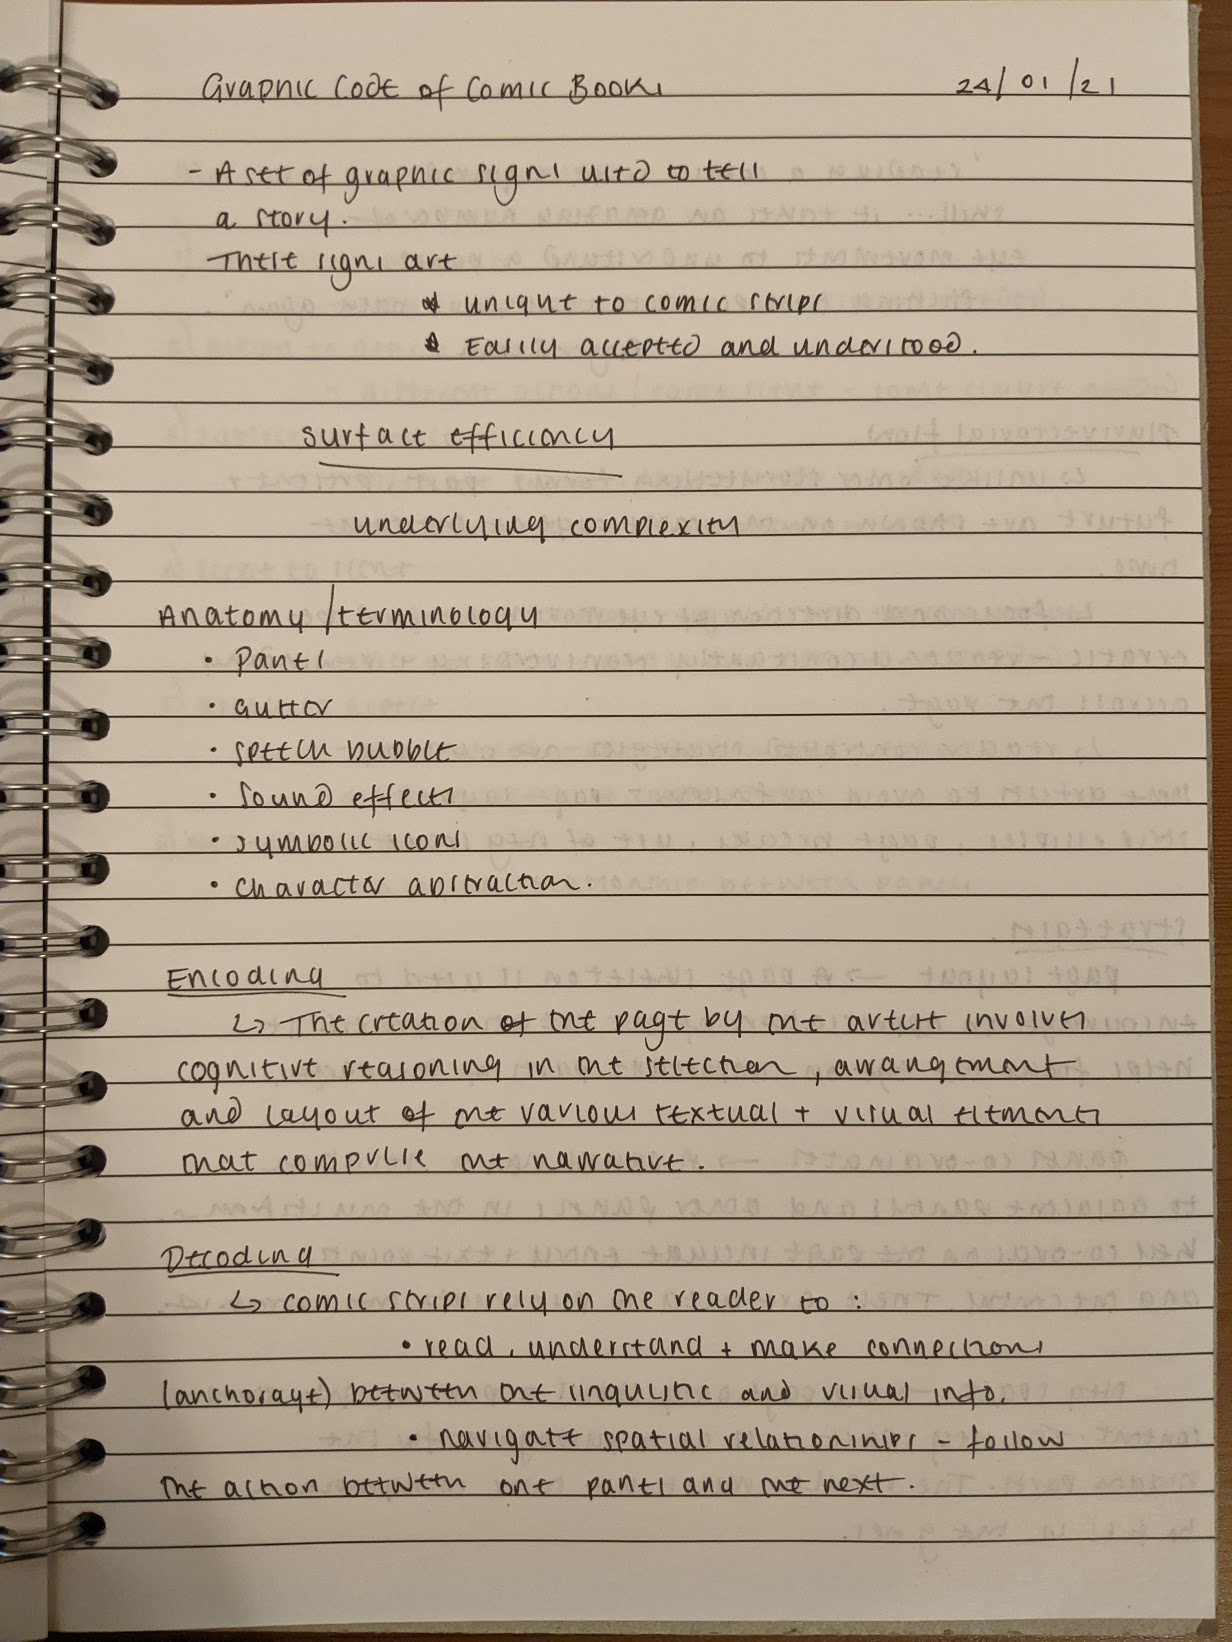 Graphic Code of Comic Books 24/01/21
- A set of graphic signs used to tell
a story.
These signs are
* unique to comic strips
* Easily accepted and understood.
surface efficiency
underlying complexity
Anatomy/terminology
• Panel
• gutter
• speech bubble
• sound effects
• symbolic icons
• character abstraction.
Encoding
↳ The creation of the page by the artist involves
cognitive reasoning in the selection, arrangement
and layout of the various textual + visual elements
that comprise the narrative.
Decoding
↳ comic strips rely on the reader to:
• read, understand + make connections
(anchorage) between the linguistic and visual info.
• navigate spatial relationships - follow
the action between one panel and the next.